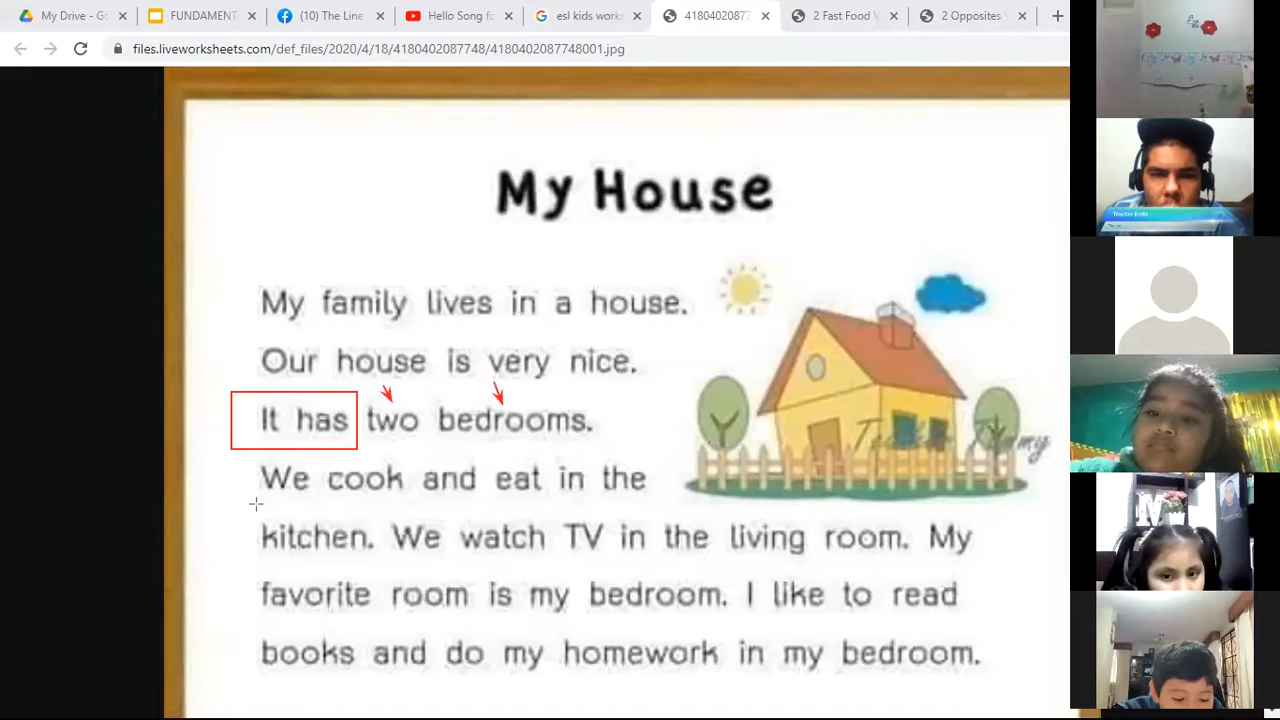 My Drive - Go
FUNDAMENT
(10) The Line
Hello Song fo
esl kids works
4180402087
2 Fast Food V
2 Opposites V
files.liveworksheets.com/def_files/2020/4/18/4180402087748/4180402087748001.jpg
My House
My family lives in a house.
Our house is very nice.
It has two bedrooms.
We cook and eat in the
kitchen. We watch TV in the living room. My
favorite room is my bedroom. I like to read
books and do my homework in my bedroom.